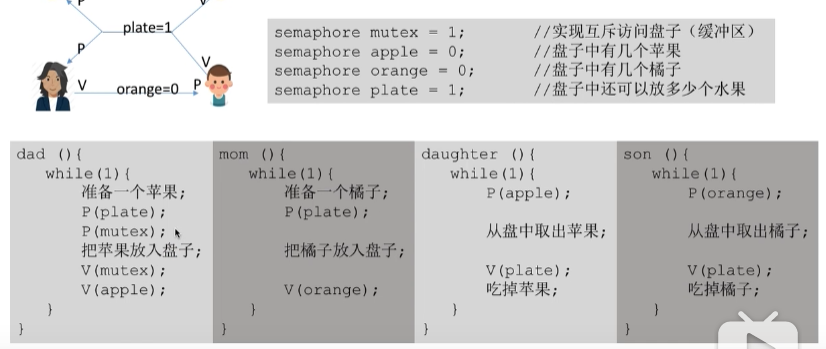 P
V
plate=1
P
V
V
orange=0
P
semaphore mutex = 1; //实现互斥访问盘子（缓冲区）
semaphore apple = 0; //盘子中有几个苹果
semaphore orange = 0; //盘子中有几个橘子
semaphore plate = 1; //盘子中还可以放多少个水果
dad (){
while(1){
准备一个苹果;
P(plate);
P(mutex);
把苹果放入盘子;
V(mutex);
V(apple);
}
}
mom (){
while(1){
准备一个橘子;
P(plate);
把橘子放入盘子;
V(orange);
}
}
daughter (){
while(1){
P(apple);
从盘中取出苹果;
V(plate);
吃掉苹果;
}
}
son (){
while(1){
P(orange);
从盘中取出橘子;
V(plate);
吃掉橘子;
}
}